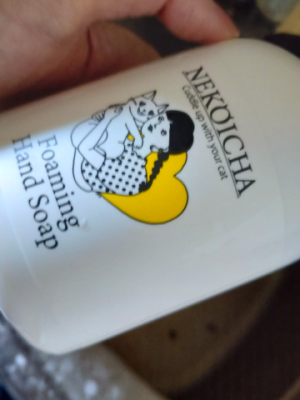 NEKOICHA
Cuddle up with your cat
Foaming
Hand Soap